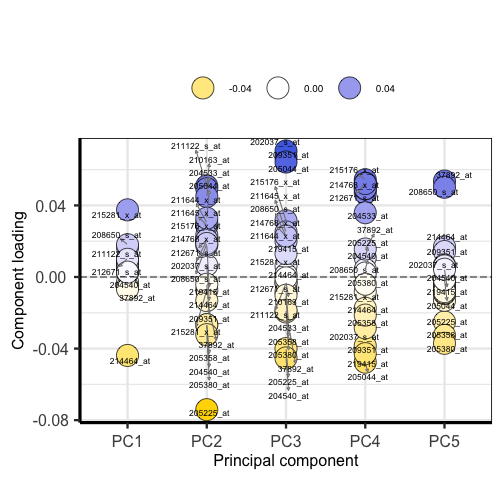 -0.04 0.00 0.04
Component loading
0.04
0.00
-0.04
-0.08
215281_x_at
208650_s_at
211122_s_at
212671_s_at
204540_at
37892_at
214464_at
211122_s_at
210163_at
204533_at
205044_at
211644_x_at
211645_x_at
215176_x_at
214768_x_at
212671_s_at
202037_s_at
208650_s_at
219415_at
214464_at
209351_at
215281_x_at
37892_at
205358_at
204540_at
205380_at
205225_at
202037_s_at
209351_at
205044_at
215176_x_at
211645_x_at
208650_s_at
214768_x_at
211644_x_at
219415_at
215281_x_at
214464_at
212671_s_at
210163_at
211122_s_at
204533_at
205358_at
205380_at
37892_at
205225_at
204540_at
215176_x_at
214768_x_at
212671_s_at
204533_at
37892_at
205225_at
204540_at
208650_s_at
205380_at
215281_x_at
214464_at
205358_at
202037_s_at
209351_at
219415_at
205044_at
37892_at
208650_s_at
214464_at
209351_at
202037_s_at
204540_at
219415_at
205044_at
205225_at
205358_at
205380_at
PC1 PC2 PC3 PC4 PC5
Principal component